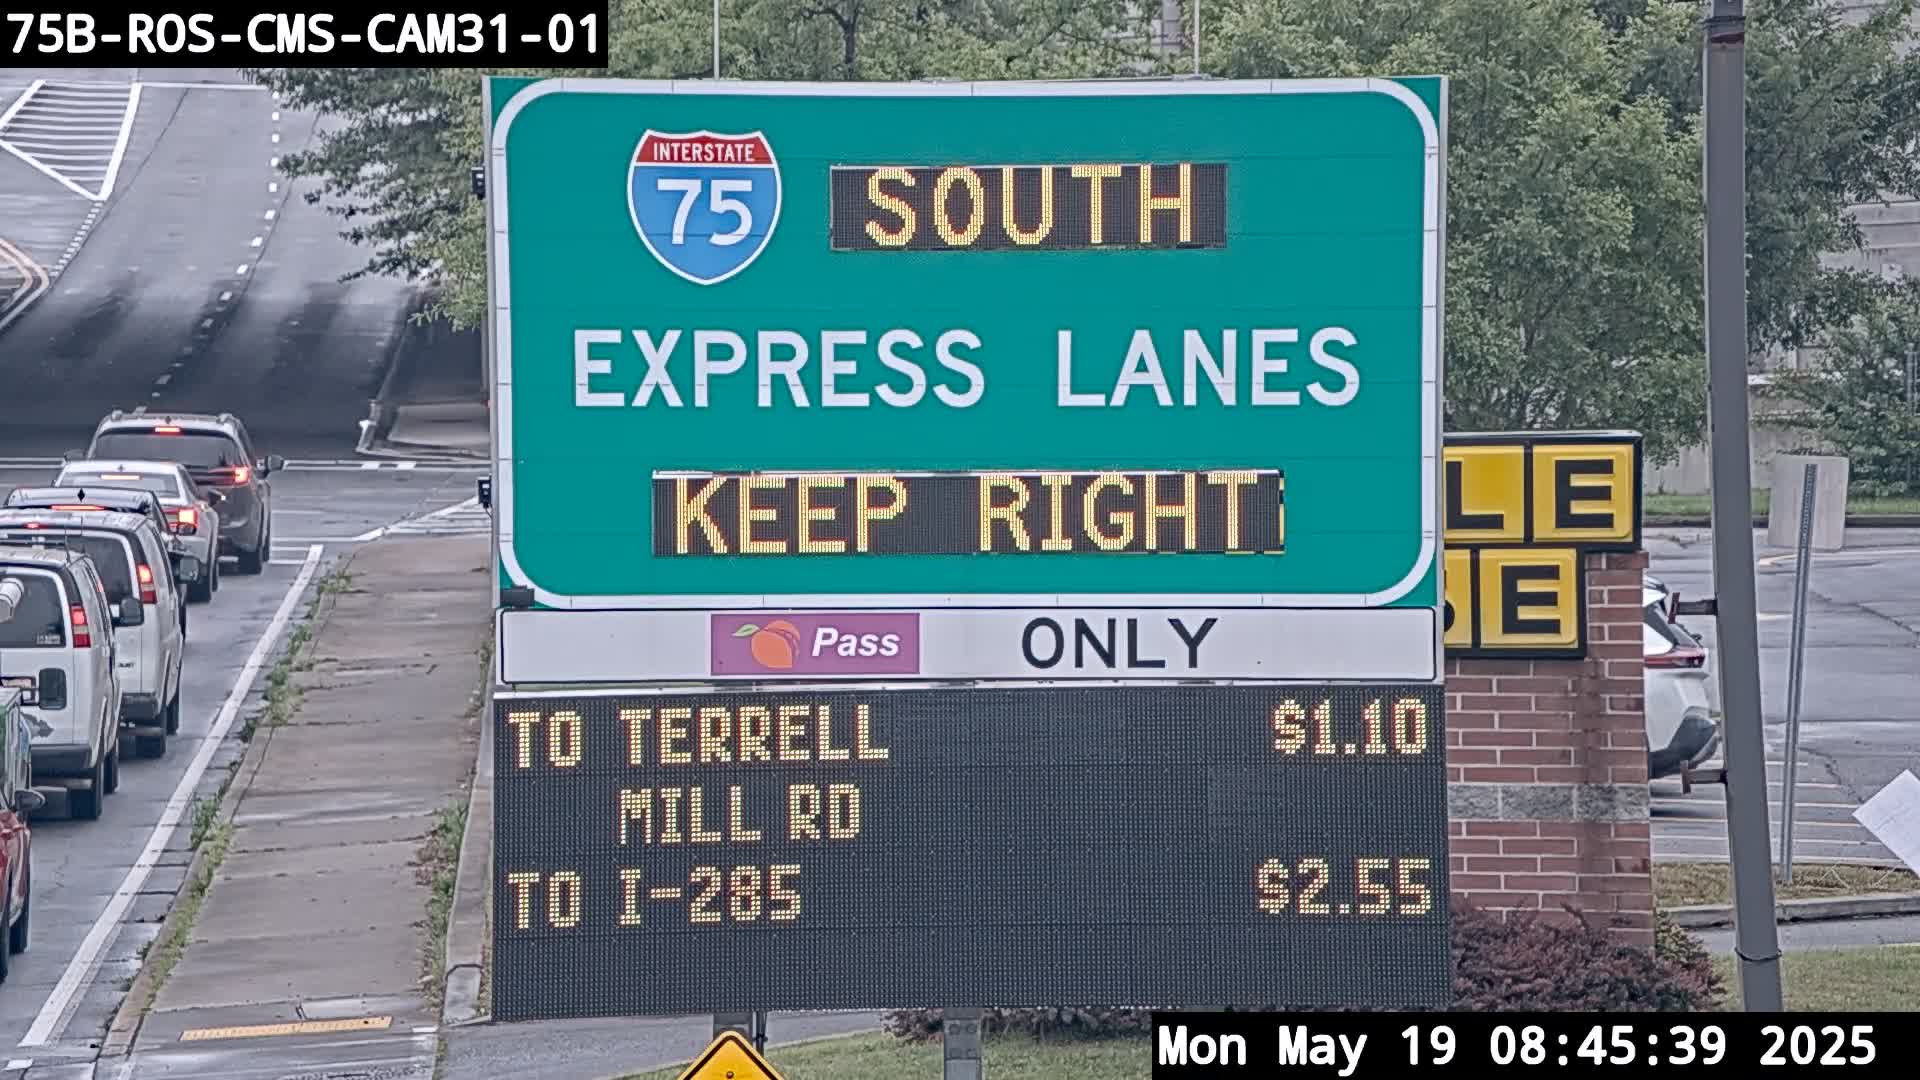 75B-ROS-CMS-CAM31-01
INTERSTATE
75
SOUTH
EXPRESS LANES
KEEP RIGHT
Pass ONLY
TO TERRELL $1.10
MILL RD
TO I-285 $2.55
LE
E
Mon May 19 08:45:39 2025